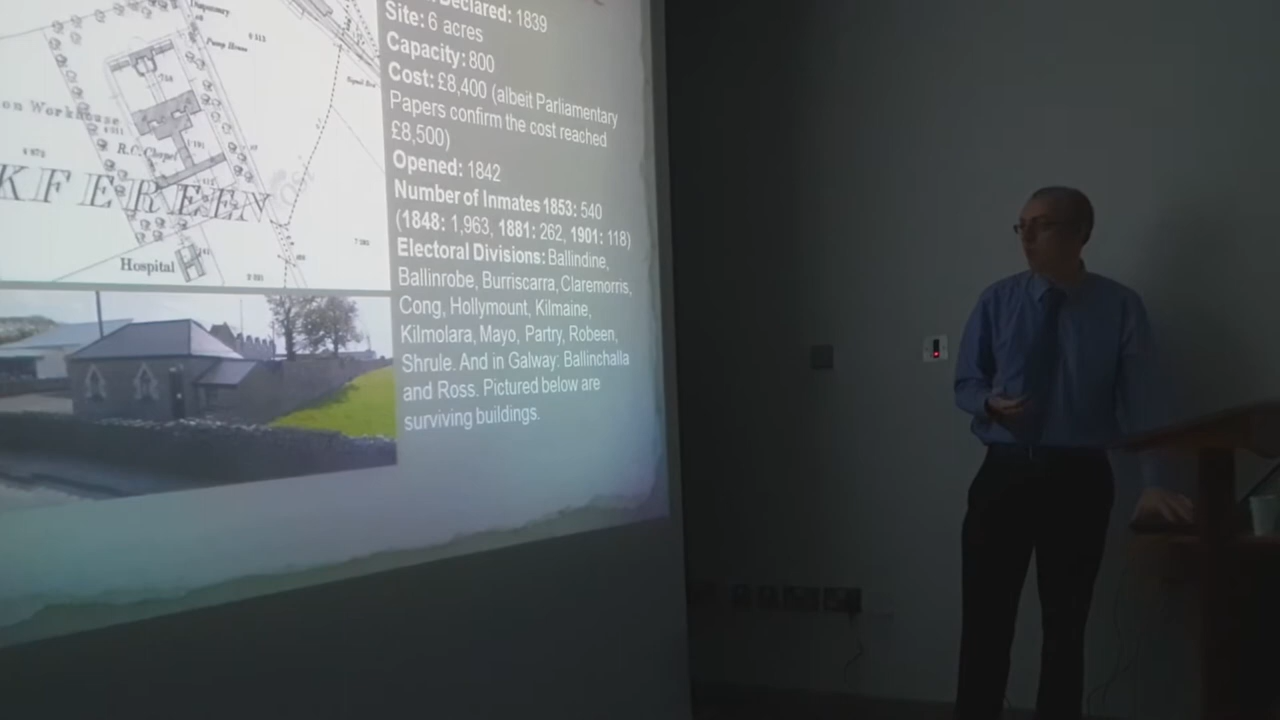 Declared: 1839
Site: 6 acres
Capacity: 800
Cost: £8,400 (albeit Parliamentary
Papers confirm the cost reached
£8,500)
Opened: 1842
Number of Inmates 1853: 540
(1848: 1,963, 1881: 262, 1901: 118)
Electoral Divisions: Ballindine,
Ballinrobe, Burriscarra, Claremorris,
Cong, Hollymount, Kilmaine,
Kilmolara, Mayo, Partry, Robeen,
Shrule. And in Galway: Ballinchalla
and Ross. Pictured below are
surviving buildings.
Pump House
on Workhouse
R.C. Chapel
KFEREEN
Hospital